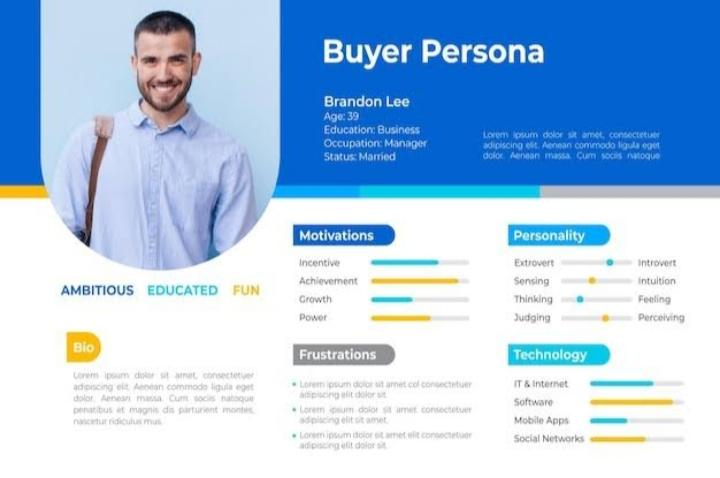 Buyer Persona
Brandon Lee
Age: 39
Education: Business
Occupation: Manager
Status: Married
Lorem ipsum dolor sit amet, consectetuer
adipiscing elit. Aenean commodo ligula eget
dolor. Aenean massa. Cum sociis natoque
AMBITIOUS EDUCATED FUN
Bio
Lorem ipsum dolor sit amet, consectetuer
adipiscing elit. Aenean commodo ligula eget
dolor. Aenean massa. Cum sociis natoque
penatibus et magnis dis parturient montes,
nascetur ridiculus mus.
Motivations
Incentive
Achievement
Growth
Power
Frustrations
Lorem ipsum dolor sit amet col consectetuer
adipiscing elit dolor sit
Lorem ipsum dolor sit amet consectetuer
adipiscing elit sit amet.
Lorem ipsum dolor sit amet elit consectetuer
adipiscing elit dolor sit.
Personality
Extrovert Introvert
Sensing Intuition
Thinking Feeling
Judging Perceiving
Technology
IT & Internet
Software
Mobile Apps
Social Networks